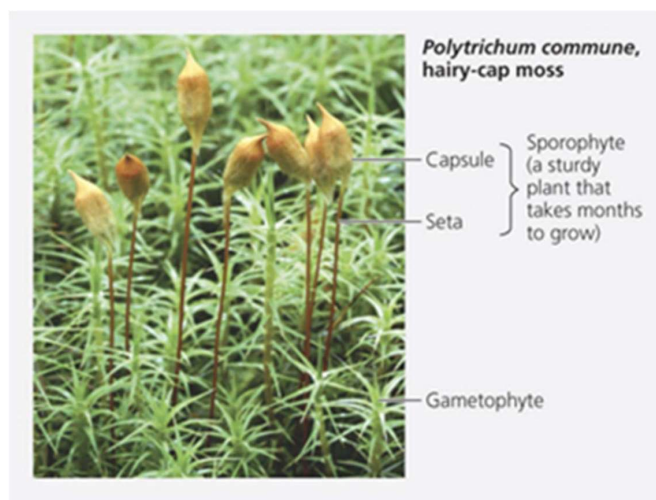 Polytrichum commune,
hairy-cap moss
Capsule
Seta
Sporophyte
(a sturdy
plant that
takes months
to grow)
Gametophyte